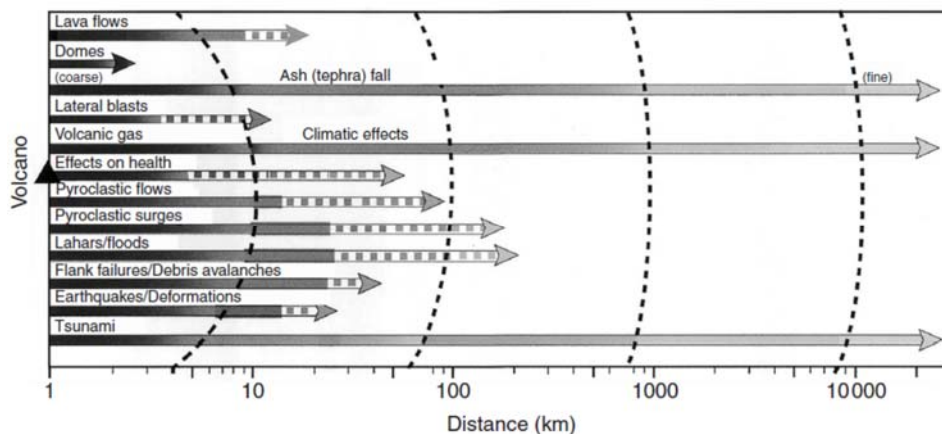 Lava flows
Domes
(coarse) Ash (tephra) fall (fine)
Lateral blasts
Volcanic gas Climatic effects
Effects on health
Pyroclastic flows
Pyroclastic surges
Lahars/floods
Flank failures/Debris avalanches
Earthquakes/Deformations
Tsunami
Volcano
1 10 100 1000 10000
Distance (km)